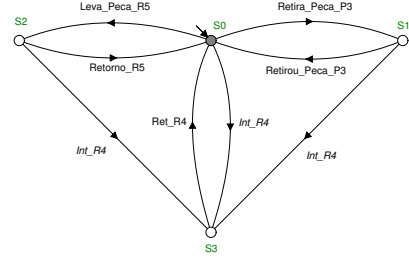 Leva_Peca_R5
Retira_Peca_P3
S2
S0
S1
Retorno_R5
Retirou_Peca_P3
Ret_R4
Int_R4
Int_R4
Int_R4
S3